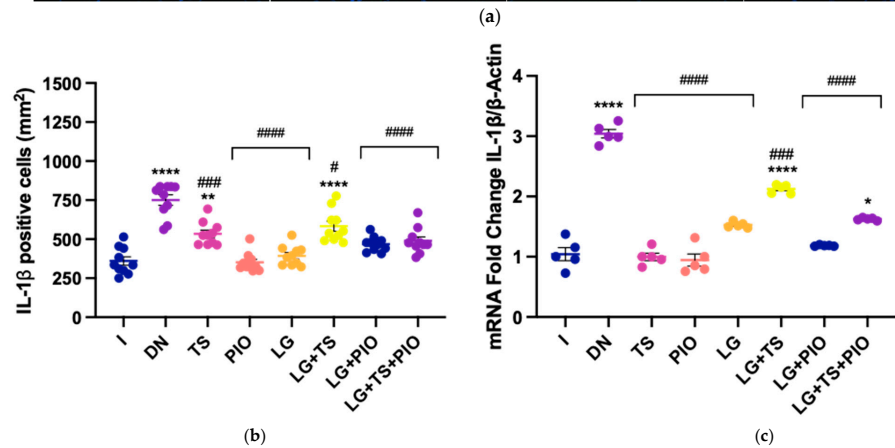 (a)
IL-1β positive cells (mm²)
1500
1250
1000
750
500
250
0
****
###
**
####
#
****
####
I
DN
TS
PIO
LG
LG+TS
LG+PIO
LG+TS+PIO
(b)
mRNA Fold Change IL-1β/β-Actin
4
3
2
1
0
****
####
###
****
####
*
I
DN
TS
PIO
LG
LG+TS
LG+PIO
LG+TS+PIO
(c)